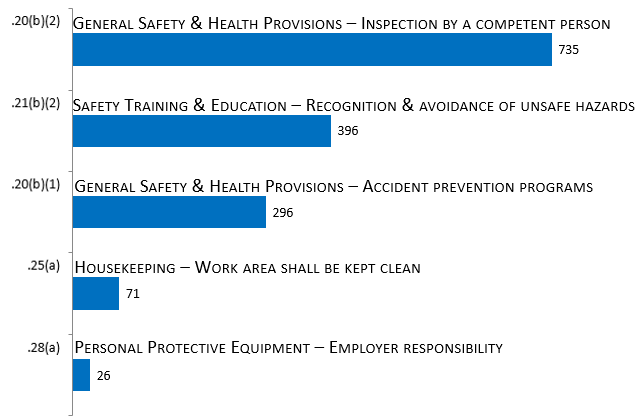 .20(b)(2) General Safety & Health Provisions – Inspection by a competent person
735
.21(b)(2) Safety Training & Education – Recognition & avoidance of unsafe hazards
396
.20(b)(1) General Safety & Health Provisions – Accident prevention programs
296
.25(a) Housekeeping – Work area shall be kept clean
71
.28(a) Personal Protective Equipment – Employer responsibility
26